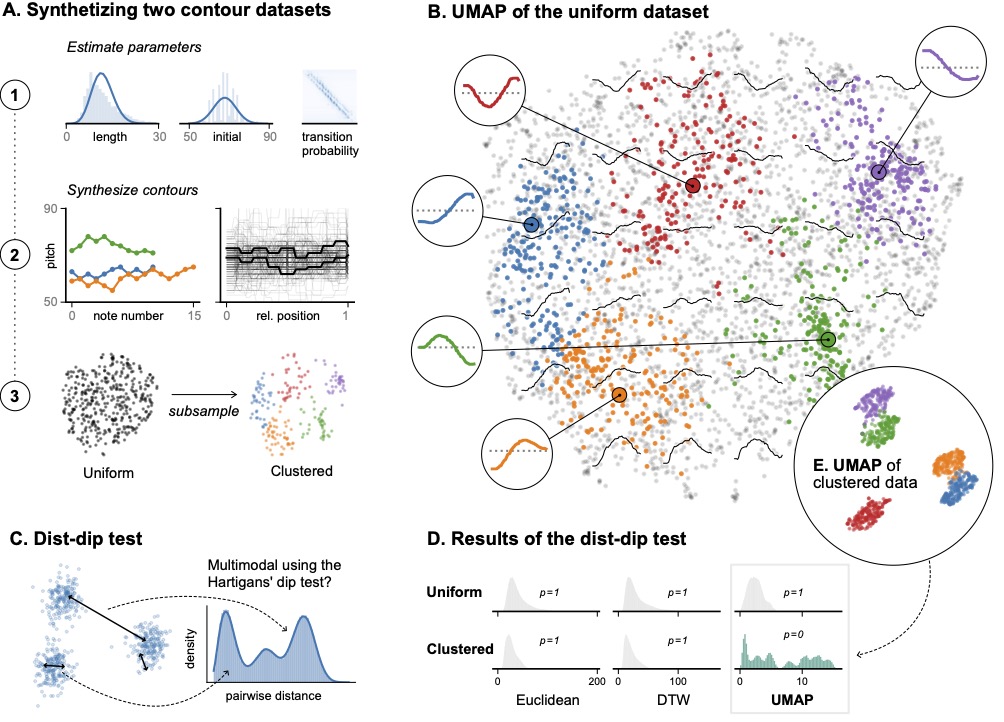 A. Synthetizing two contour datasets
Estimate parameters
1
0 length 30
50 initial 90
transition
probability
Synthesize contours
2
90
pitch
50
0 note number 15
0 rel. position 1
3
subsample
Uniform
Clustered
B. UMAP of the uniform dataset
E. UMAP of
clustered data
C. Dist-dip test
Multimodal using the
Hartigans' dip test?
density
pairwise distance
D. Results of the dist-dip test
Uniform
p=1
p=1
p=1
Clustered
p=1
p=1
p=0
0 200
0 100
0 10
Euclidean
DTW
UMAP